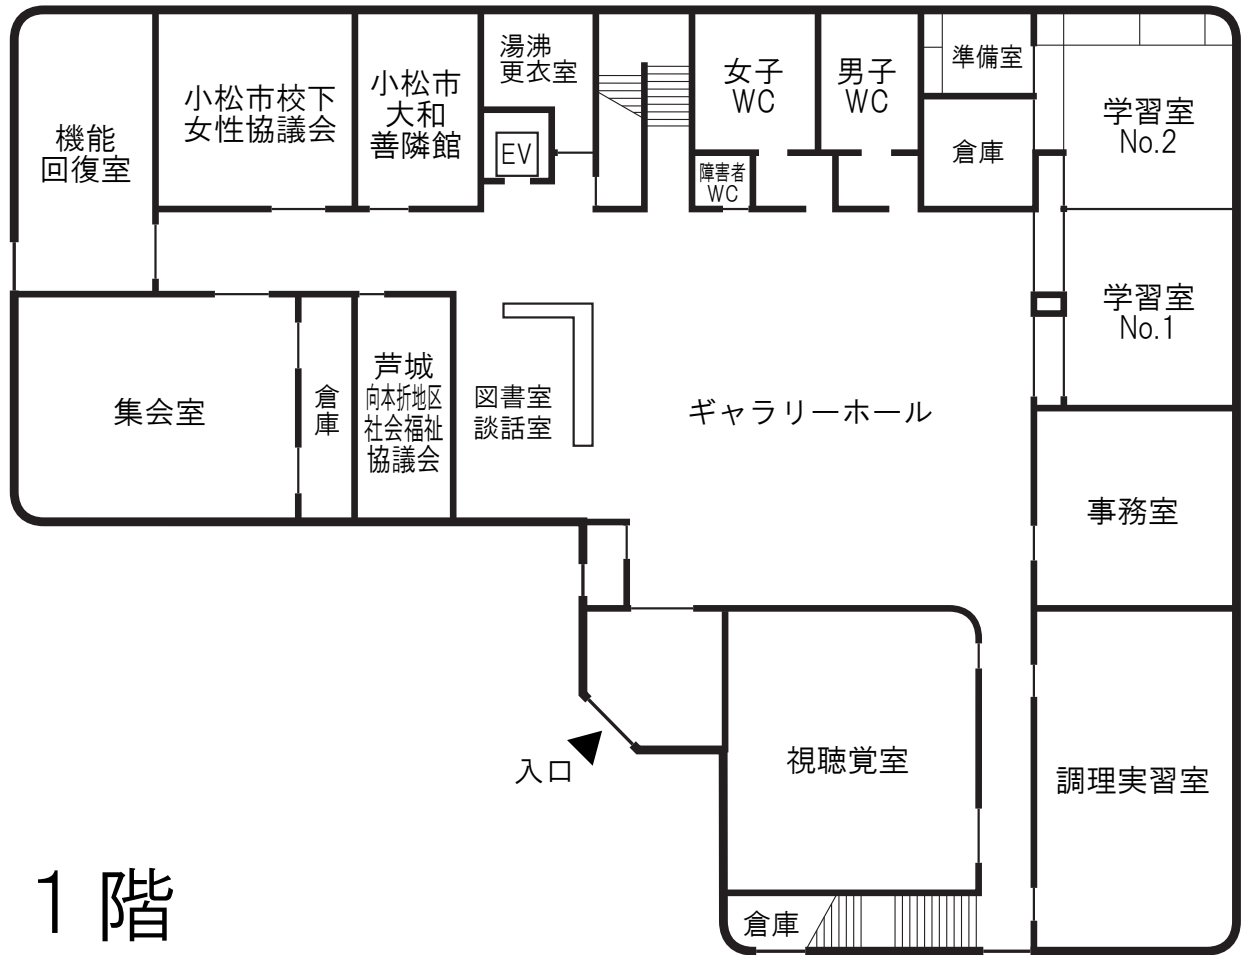 機能
回復室
小松市校下
女性協議会
小松市
大和
善隣館
湯沸
更衣室
EV
女子
WC
男子
WC
障害者
WC
準備室
倉庫
学習室
No.2
学習室
No.1
集会室
倉庫
芦城
向本折地区
社会福祉
協議会
図書室
談話室
ギャラリーホール
事務室
入口
視聴覚室
調理実習室
倉庫
1階